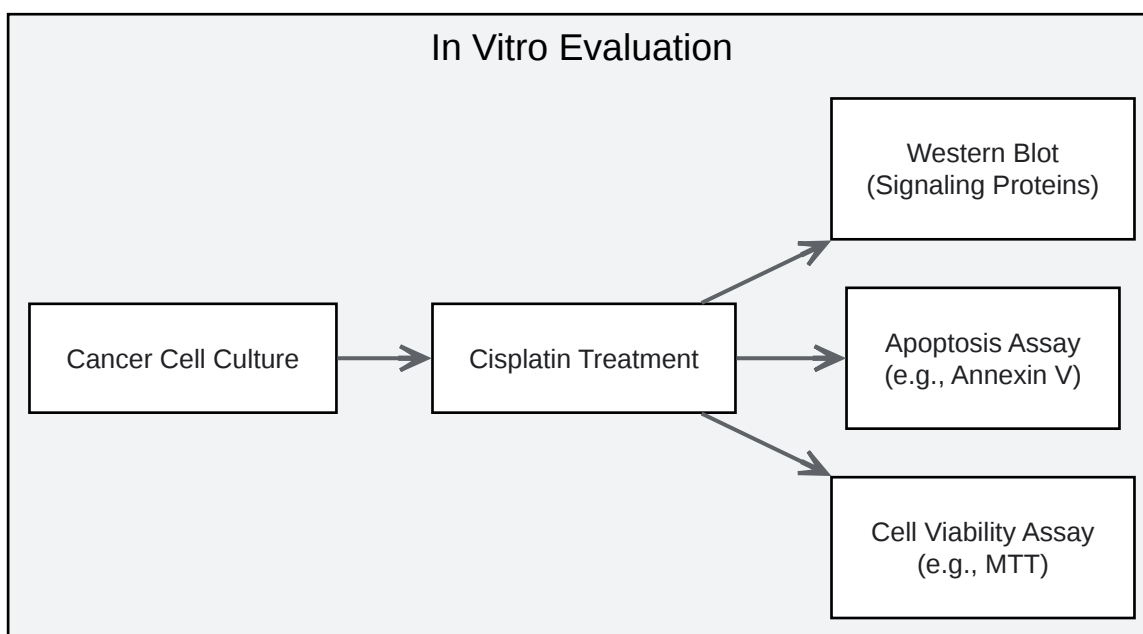 In Vitro Evaluation
Western Blot
(Signaling Proteins)
Cancer Cell Culture
Cisplatin Treatment
Apoptosis Assay
(e.g., Annexin V)
Cell Viability Assay
(e.g., MTT)